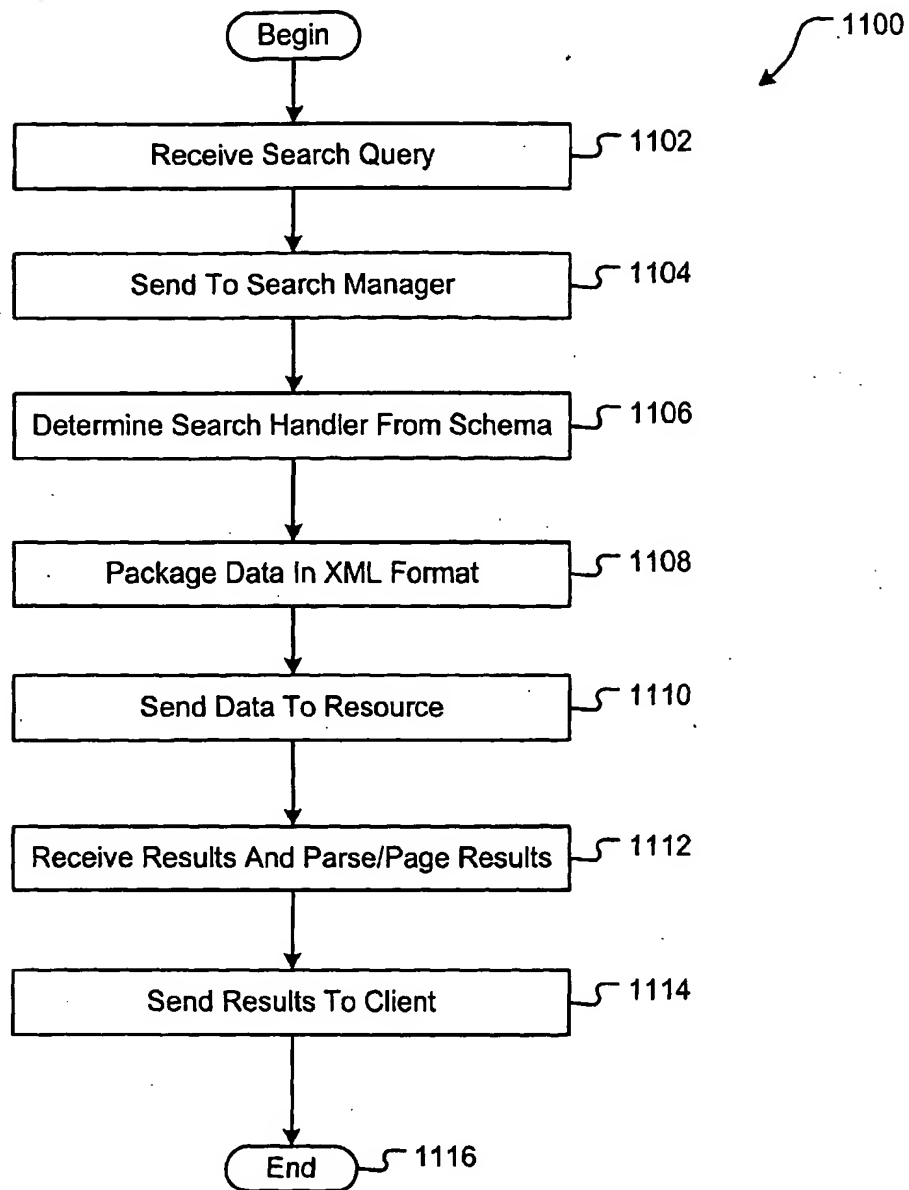 Begin
1100
Receive Search Query
1102
Send To Search Manager
1104
Determine Search Handler From Schema
1106
Package Data In XML Format
1108
Send Data To Resource
1110
Receive Results And Parse/Page Results
1112
Send Results To Client
1114
End
1116